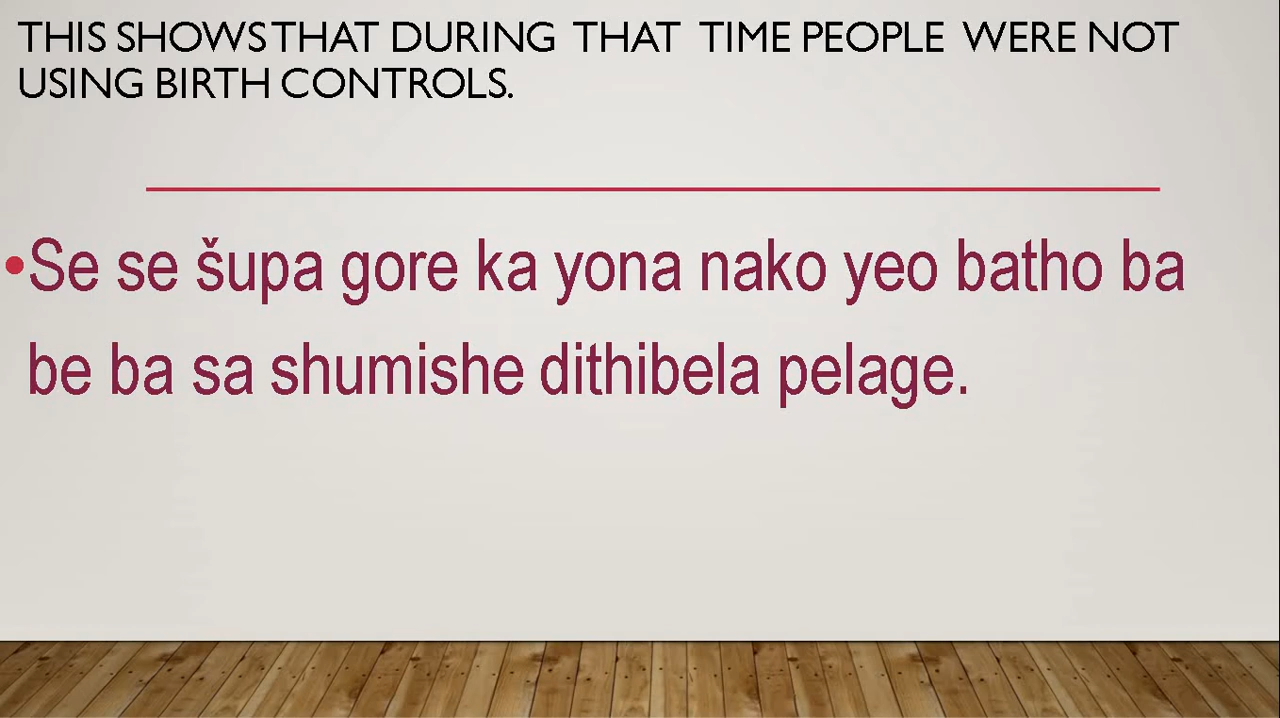 THIS SHOWS THAT DURING THAT TIME PEOPLE WERE NOT
USING BIRTH CONTROLS.
•Se se šupa gore ka yona nako yeo batho ba
be ba sa shumishe dithibela pelage.